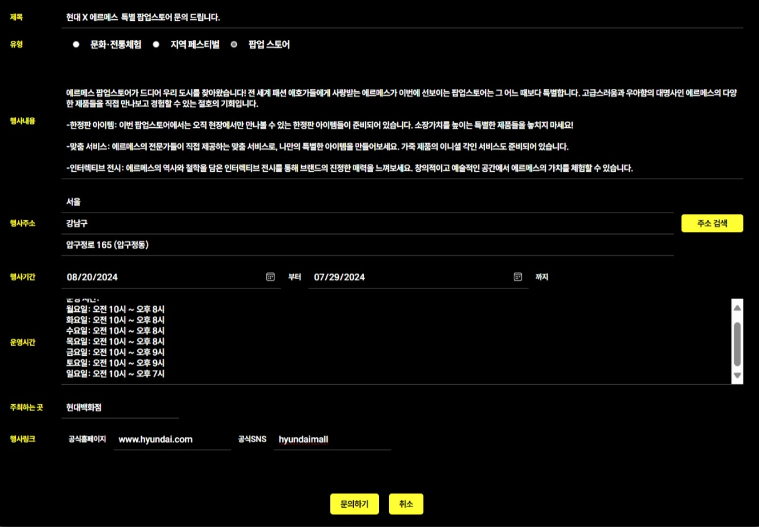 제목 현대 X 에르메스 특별 팝업스토어 문의 드립니다.
유형 문화·전통체험 지역 페스티벌 팝업 스토어
에르메스 팝업스토어가 드디어 우리 도시를 찾아왔습니다! 전 세계 패션 애호가들에게 사랑받는 에르메스가 이번에 선보이는 팝업스토어는 그 어느 때보다 특별합니다. 고급스러움과 우아함의 대명사인 에르메스의 다양
한 제품들을 직접 만나보고 경험할 수 있는 절호의 기회입니다.
행사내용 -한정판 아이템: 이번 팝업스토어에서는 오직 현장에서만 만나볼 수 있는 한정판 아이템들이 준비되어 있습니다. 소장가치를 높이는 특별한 제품들을 놓치지 마세요!
-맞춤 서비스: 에르메스의 전문가들이 직접 제공하는 맞춤 서비스로, 나만의 특별한 아이템을 만들어보세요. 가죽 제품의 이니셜 각인 서비스도 준비되어 있습니다.
-인터랙티브 전시: 에르메스의 역사와 철학을 담은 인터랙티브 전시를 통해 브랜드의 진정한 매력을 느껴보세요. 창의적이고 예술적인 공간에서 에르메스의 가치를 체험할 수 있습니다.
서울
행사주소 강남구 주소 검색
압구정로 165 (압구정동)
행사기간 08/20/2024 부터 07/29/2024 까지
운영 시간:
월요일: 오전 10시 ~ 오후 8시
화요일: 오전 10시 ~ 오후 8시
수요일: 오전 10시 ~ 오후 8시
운영시간 목요일: 오전 10시 ~ 오후 8시
금요일: 오전 10시 ~ 오후 9시
토요일: 오전 10시 ~ 오후 9시
일요일: 오전 10시 ~ 오후 7시
주최하는 곳 현대백화점
행사링크 공식홈페이지 www.hyundai.com 공식SNS hyundaimall
문의하기 취소